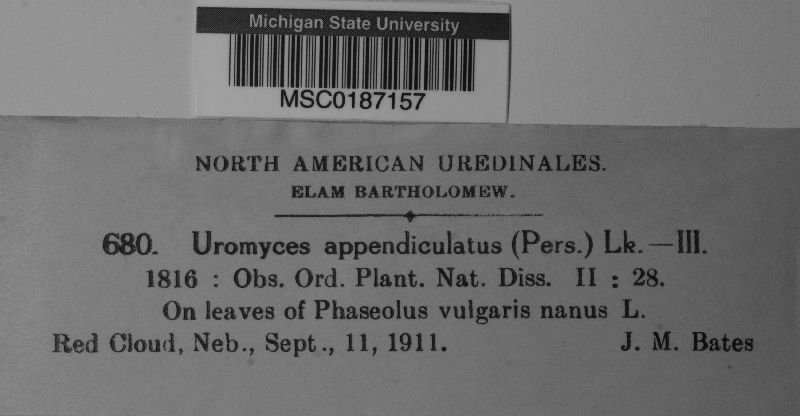 Michigan State University
MSC0187157
NORTH AMERICAN UREDINALES.
ELAM BARTHOLOMEW.
680. Uromyces appendiculatus (Pers.) Lk.—III.
1816 : Obs. Ord. Plant. Nat. Diss. II : 28.
On leaves of Phaseolus vulgaris nanus L.
Red Cloud, Neb., Sept., 11, 1911. J. M. Bates